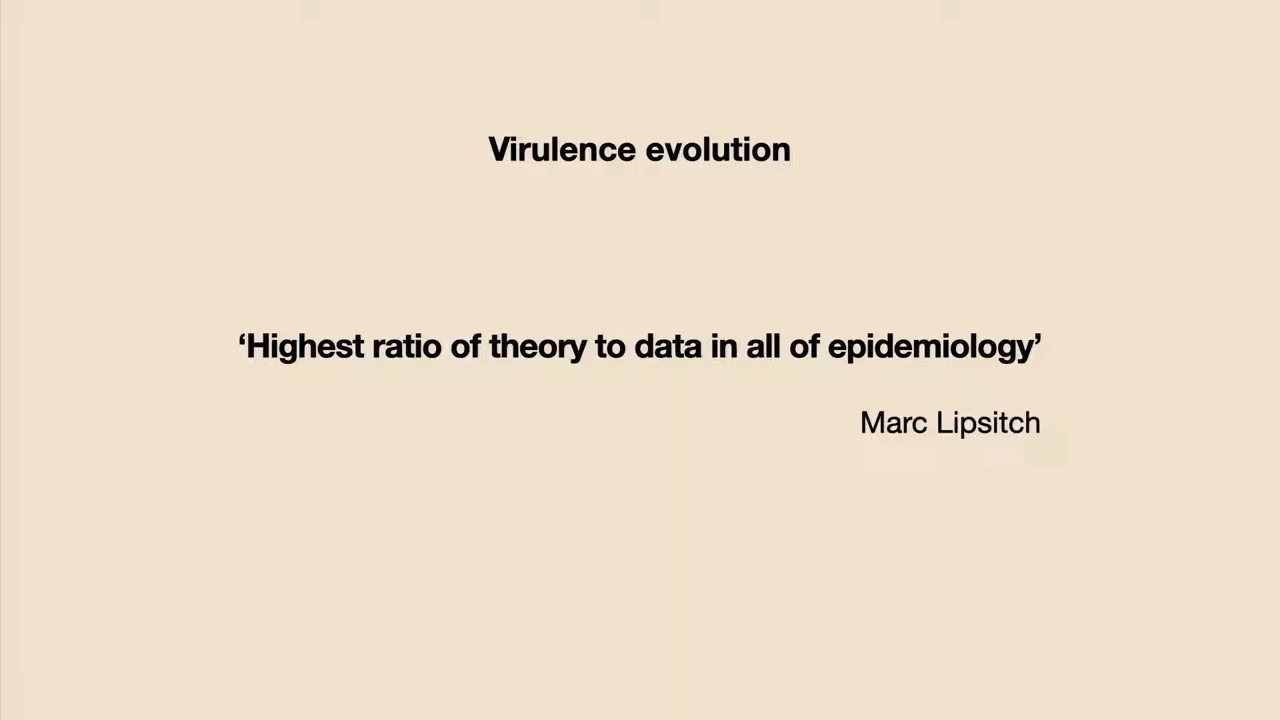 Virulence evolution
‘Highest ratio of theory to data in all of epidemiology’
Marc Lipsitch